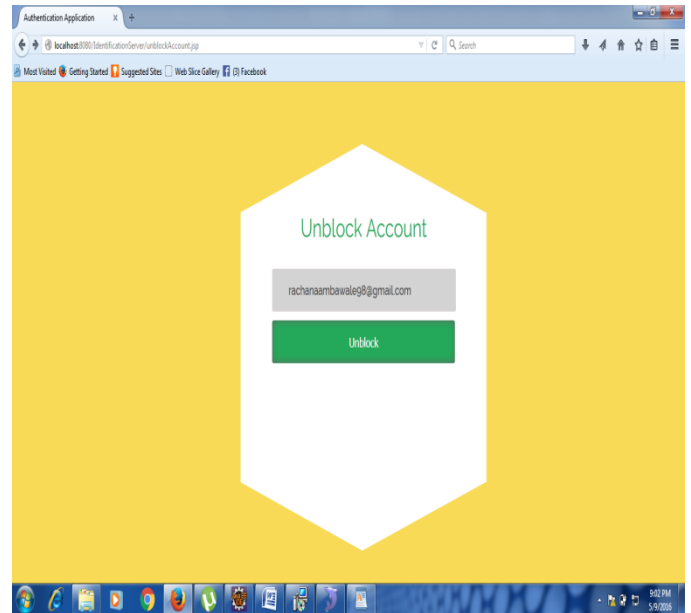 Authentication Application
localhost:8080/IdentificationServer/unblockAccount.jsp
Search
Most Visited Getting Started Suggested Sites Web Slice Gallery (3) Facebook
Unblock Account
rachanaambawale98@gmail.com
Unblock
9:02 PM
5/9/2016